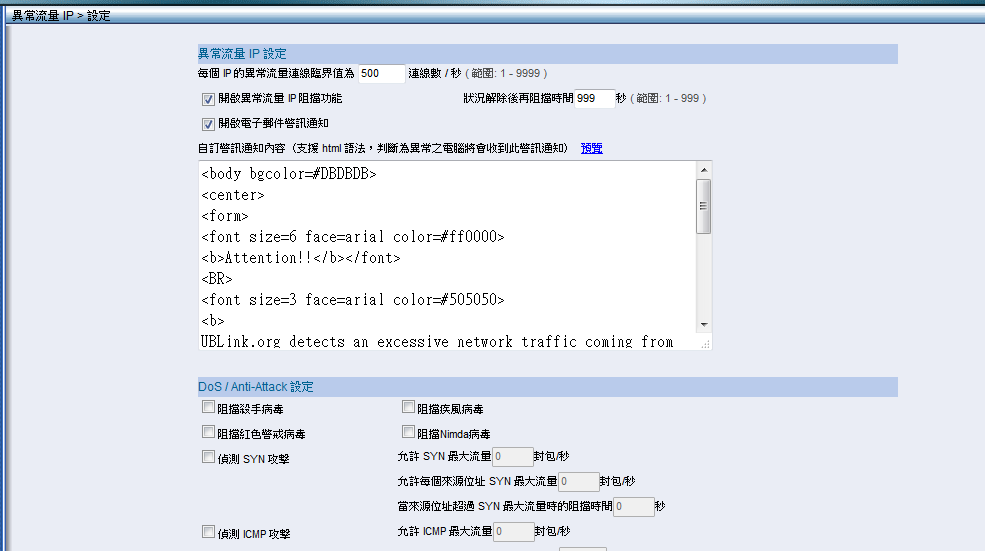 異常流量 IP > 設定
異常流量 IP 設定
每個 IP 的異常流量連線臨界值為 500 連線數 / 秒 ( 範圍: 1 - 9999 )
開啟異常流量 IP 阻擋功能 狀況解除後再阻擋時間 999 秒 ( 範圍: 1 - 999 )
開啟電子郵件警訊通知
自訂警訊通知內容（支援 html 語法，判斷為異常之電腦將會收到此警訊通知） 預覽
<body bgcolor=#DBDBDB>
<center>
<form>
<font size=6 face=arial color=#ff0000>
<b>Attention!!</b></font>
<BR>
<font size=3 face=arial color=#505050>
<b>
UBLink.org detects an excessive network traffic coming from
DoS / Anti-Attack 設定
阻擋殺手病毒 阻擋疾風病毒
阻擋紅色警戒病毒 阻擋Nimda病毒
偵測 SYN 攻擊 允許 SYN 最大流量 0 封包/秒
允許每個來源位址 SYN 最大流量 0 封包/秒
當來源位址超過 SYN 最大流量時的阻擋時間 0 秒
偵測 ICMP 攻擊 允許 ICMP 最大流量 0 封包/秒